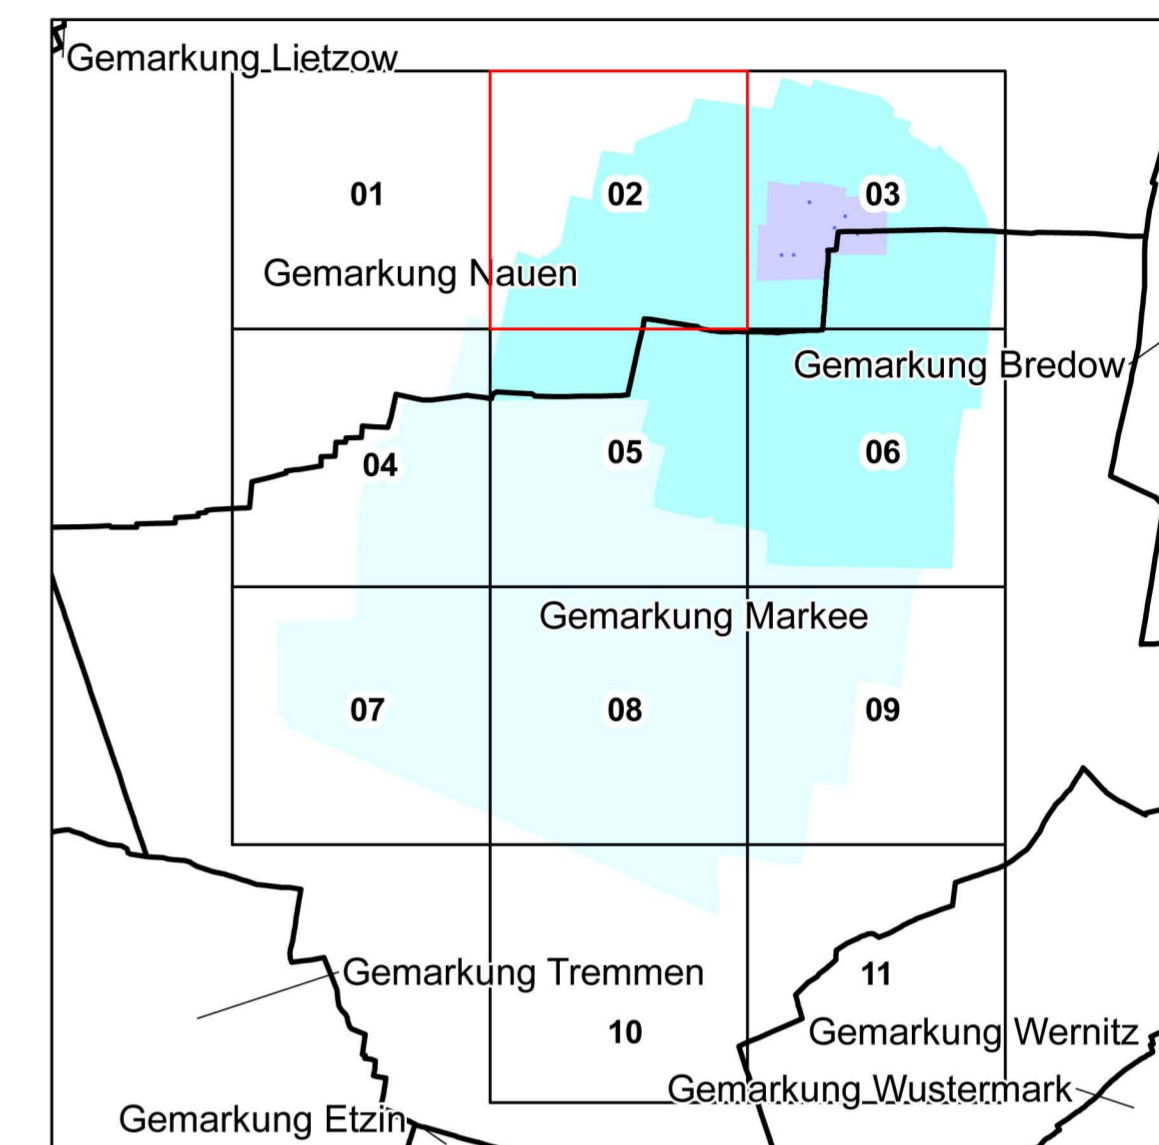 Gemarkung Lietzow
01
02
03
Gemarkung Nauen
Gemarkung Bredow
04
05
06
Gemarkung Markee
07
08
09
Gemarkung Tremmen
11
10
Gemarkung Wernitz
Gemarkung Wustermark
Gemarkung Etzin